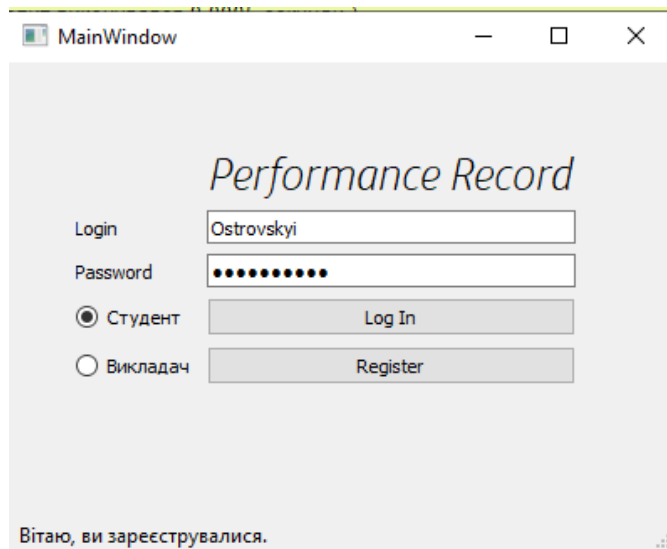 MainWindow
Performance Record
Login
Ostrovskyi
Password
●●●●●●●●●●
Студент
Log In
Викладач
Register
Вітаю, ви зареєструвалися.